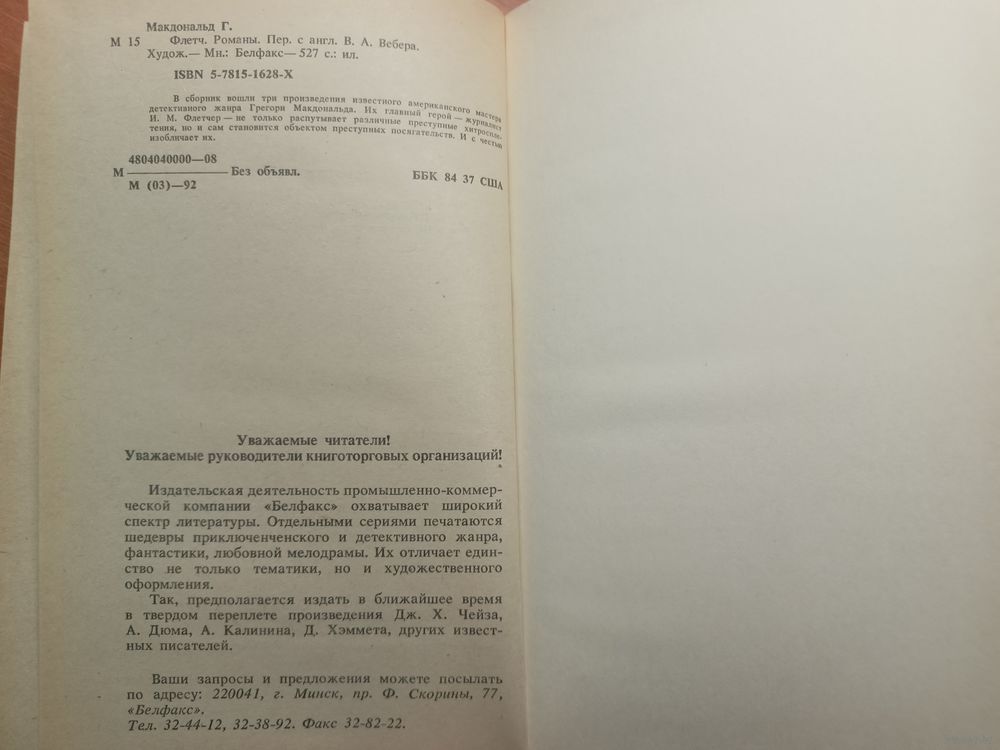 Макдональд Г.
М 15 Флетч. Романы. Пер. с англ. В. А. Вебера.
Худож.— Мн.: Белфакс— 527 с.: ил.
ISBN 5-7815-1628-X
В сборник вошли три произведения известного американского мастера
детективного жанра Грегори Макдональда. Их главный герой — журналист
И. М. Флетчер — не только распутывает различные преступные хитроспле-
тения, но и сам становится объектом преступных посягательств. И с честью
изобличает их.
4804040000—08
М Без объявл.
М (03)—92
ББК 84 37 США
Уважаемые читатели!
Уважаемые руководители книготорговых организаций!
Издательская деятельность промышленно-коммер-
ческой компании «Белфакс» охватывает широкий
спектр литературы. Отдельными сериями печатаются
шедевры приключенченского и детективного жанра,
фантастики, любовной мелодрамы. Их отличает един-
ство не только тематики, но и художественного
оформления.
Так, предполагается издать в ближайшее время
в твердом переплете произведения Дж. Х. Чейза,
А. Дюма, А. Калинина, Д. Хэммета, других извест-
ных писателей.
Ваши запросы и предложения можете посылать
по адресу: 220041, г. Минск, пр. Ф. Скорины, 77,
«Белфакс».
Тел. 32-44-12, 32-38-92. Факс 32-82-22.